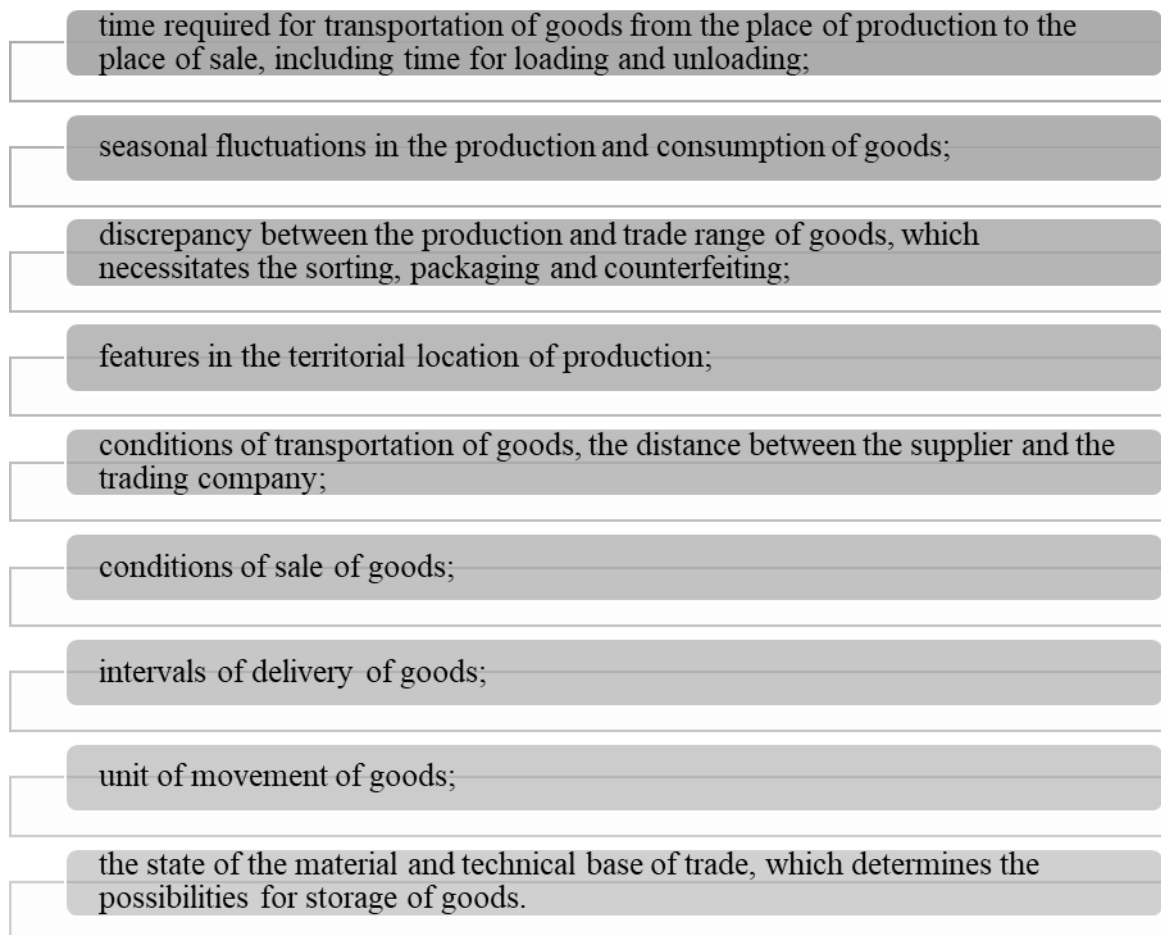 time required for transportation of goods from the place of production to the
place of sale, including time for loading and unloading;
seasonal fluctuations in the production and consumption of goods;
discrepancy between the production and trade range of goods, which
necessitates the sorting, packaging and counterfeiting;
features in the territorial location of production;
conditions of transportation of goods, the distance between the supplier and the
trading company;
conditions of sale of goods;
intervals of delivery of goods;
unit of movement of goods;
the state of the material and technical base of trade, which determines the
possibilities for storage of goods.